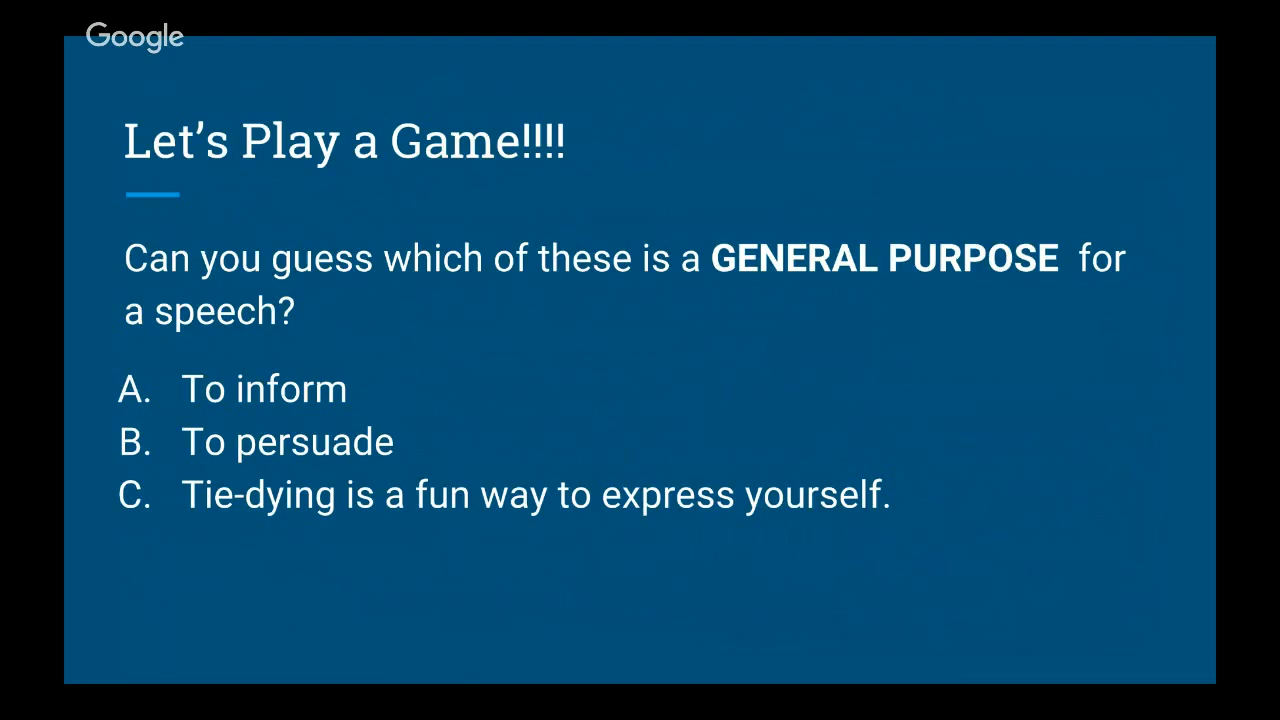 Google
Let’s Play a Game!!!!
Can you guess which of these is a GENERAL PURPOSE for
a speech?
A. To inform
B. To persuade
C. Tie-dying is a fun way to express yourself.